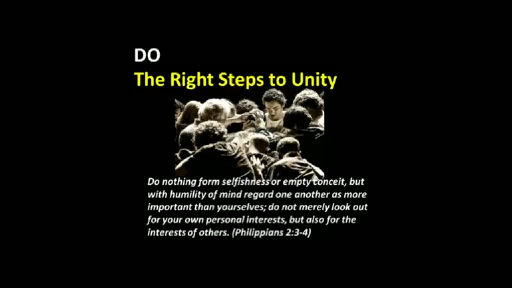 DO
The Right Steps to Unity
Do nothing form selfishness or empty conceit, but
with humility of mind regard one another as more
important than yourselves; do not merely look out
for your own personal interests, but also for the
interests of others. (Philippians 2:3-4)